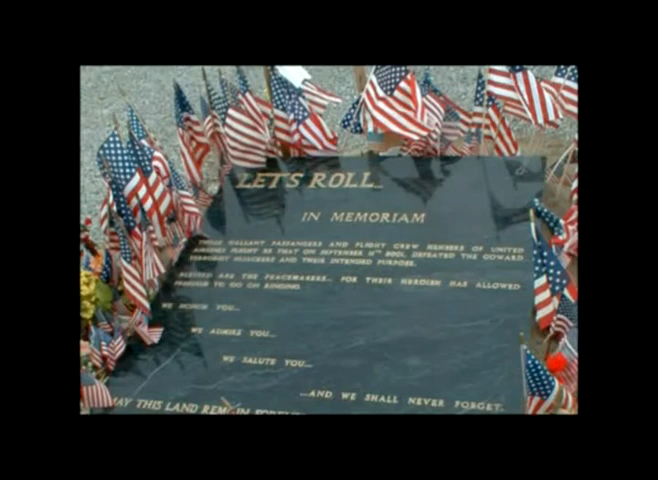 LET'S ROLL...
IN MEMORIAM
THOSE GALLANT PASSENGERS AND FLIGHT CREW MEMBERS OF UNITED
AIRLINES FLIGHT 93 THAT ON SEPTEMBER 11TH 2001, DEFEATED THE COWARD
TERRORIST HIJACKERS AND THEIR INTENDED PURPOSE.
BLESSED ARE THE PEACEMAKERS... FOR THEIR HEROISM HAS ALLOWED
FREEDOM TO GO ON RINGING.
WE HONOR YOU...
WE ADMIRE YOU...
WE SALUTE YOU...
...AND WE SHALL NEVER FORGET.
MAY THIS LAND REMAIN FOREVER